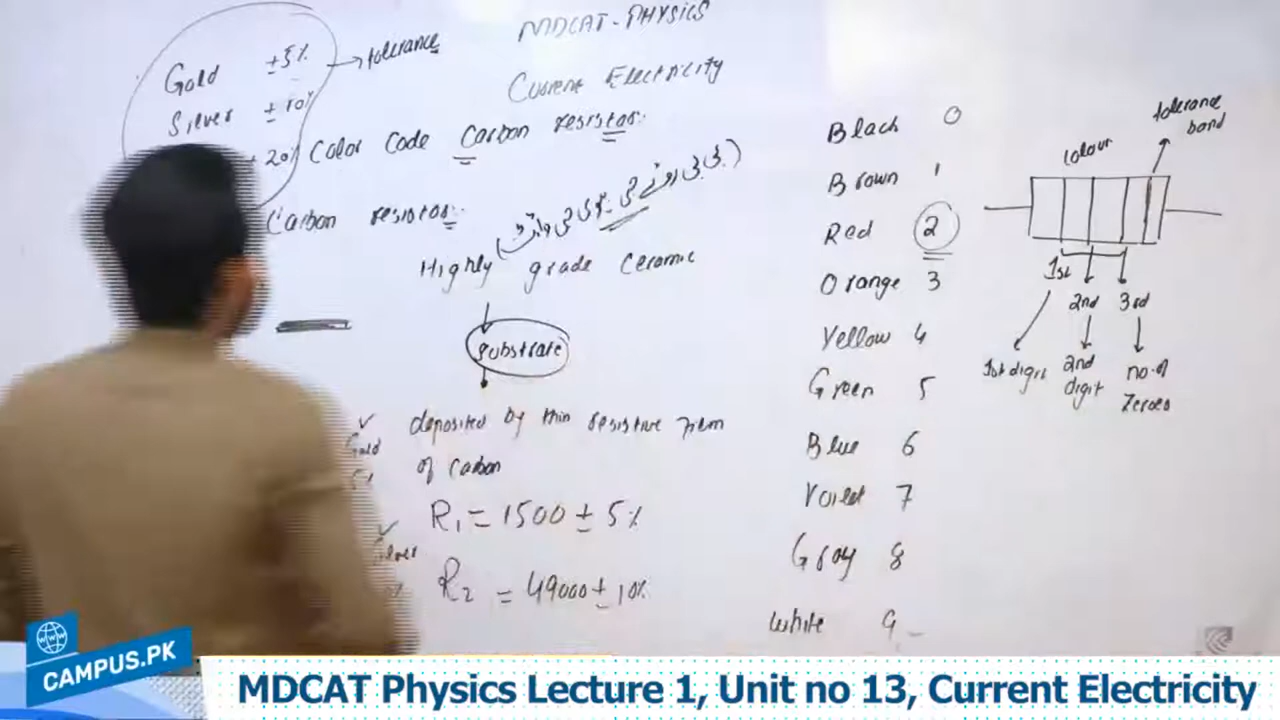 MDCAT-PHYSICS
Current Electricity
Gold ±5% → tolerance
Silver ± 10%
± 20%
Color Code Carbon resistor:
Carbon resistor:
Highly grade ceramic
substrate
deposited by thin resistive film
of carbon
Gold
5%
R₁ = 1500 ± 5%
R₂ = 49000 ± 10%
Black 0
Brown 1
Red 2
Orange 3
Yellow 4
Green 5
Blue 6
Voilet 7
Gray 8
White 9
tolerance
band
colour
1st
2nd 3rd
1st digit
2nd
digit
no. of
Zeroes
WWW
CAMPUS.PK
MDCAT Physics Lecture 1, Unit no 13, Current Electricity